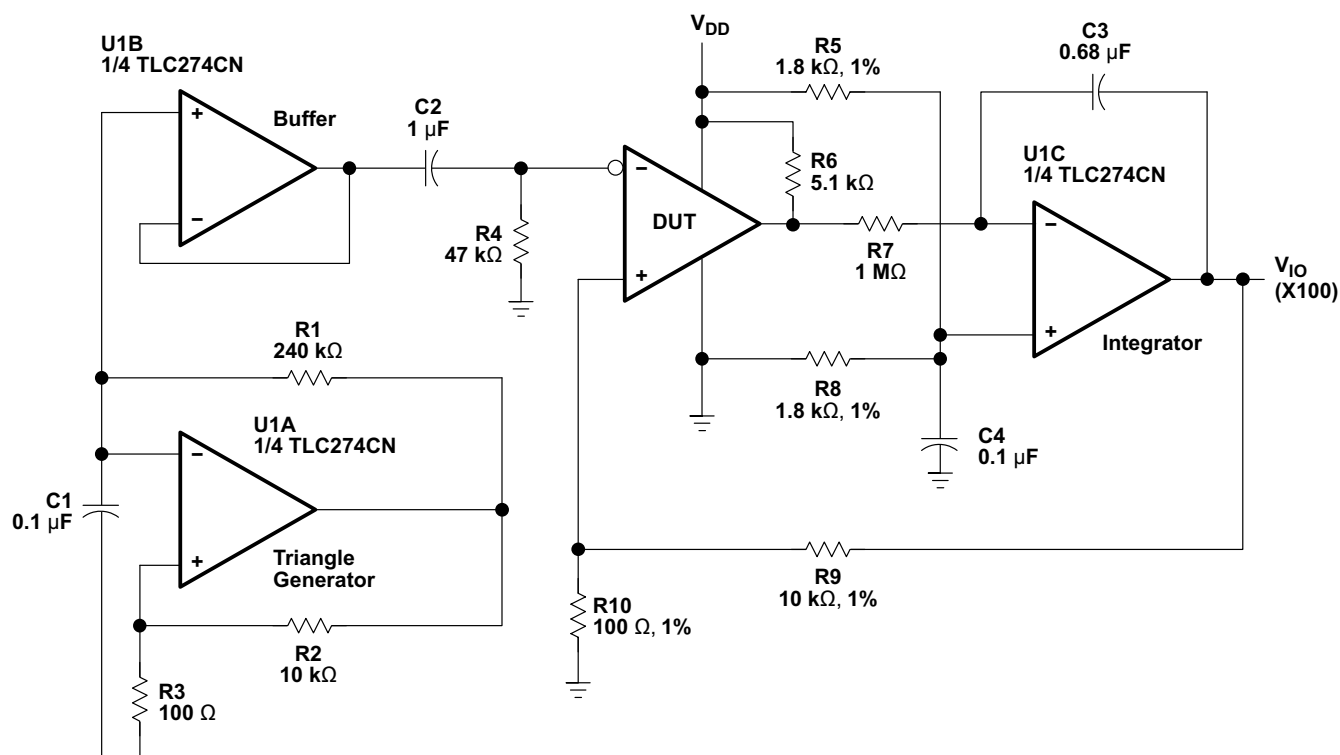 U1B
1/4 TLC274CN
+
−
Buffer
C2
1 µF
R4
47 kΩ
VDD
R5
1.8 kΩ, 1%
R6
5.1 kΩ
−
DUT
+
R7
1 MΩ
C3
0.68 µF
U1C
1/4 TLC274CN
−
+
Integrator
VIO
(X100)
R8
1.8 kΩ, 1%
C4
0.1 µF
R1
240 kΩ
U1A
1/4 TLC274CN
−
+
Triangle
Generator
C1
0.1 µF
R2
10 kΩ
R3
100 Ω
R9
10 kΩ, 1%
R10
100 Ω, 1%